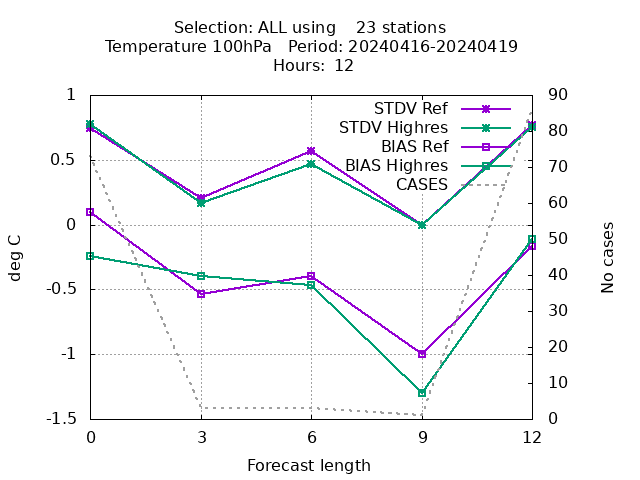 Selection: ALL using    23 stations
Temperature 100hPa   Period: 20240416-20240419
Hours:  12
1
0.5
0
-0.5
-1
-1.5
90
80
70
60
50
40
30
20
10
0
0
3
6
9
12
deg C
No cases
Forecast length
STDV Ref
STDV Highres
BIAS Ref
BIAS Highres
CASES